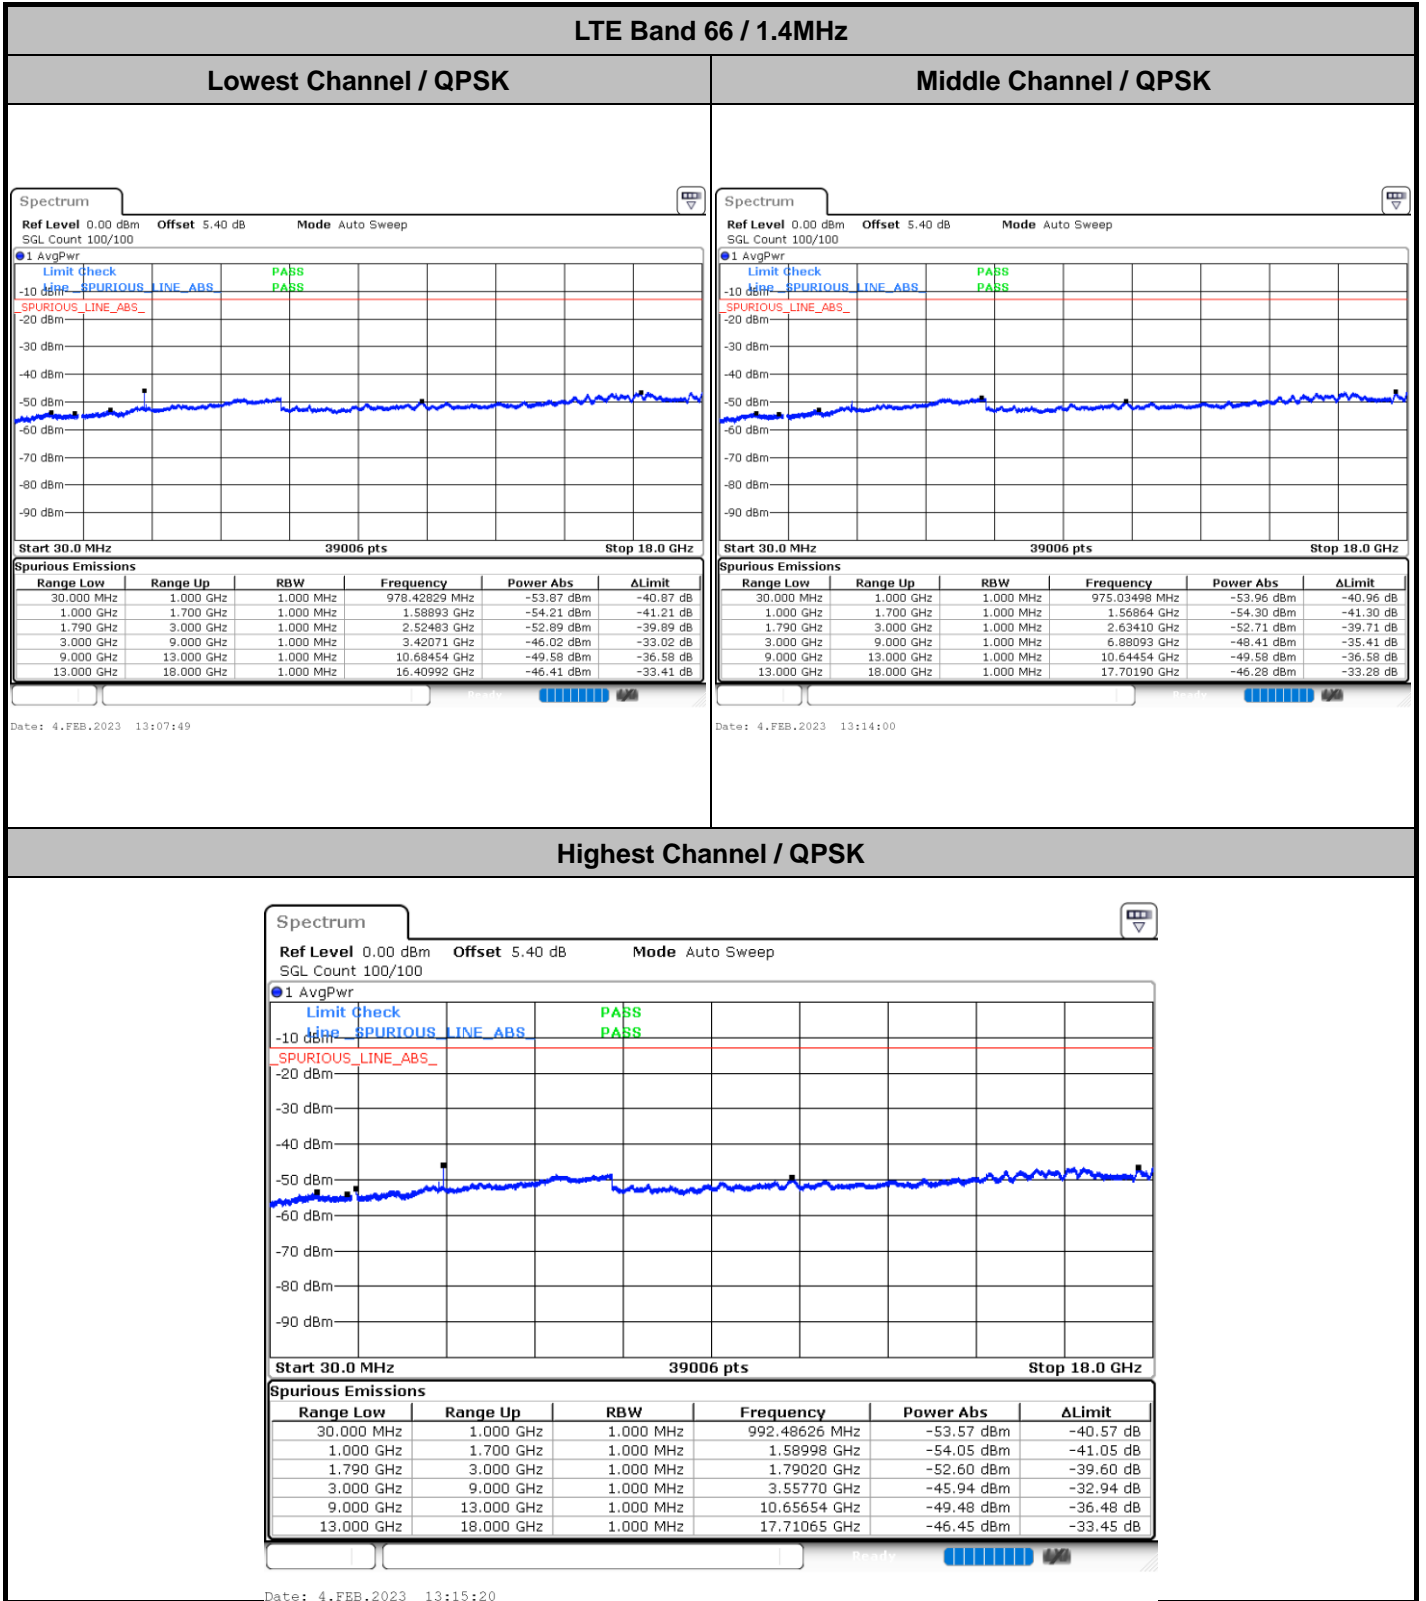 LTE Band 66 / 1.4MHz
Lowest Channel / QPSK
Middle Channel / QPSK
Spectrum
Ref Level 0.00 dBm Offset 5.40 dB Mode Auto Sweep
SGL Count 100/100
1 AvgPwr
Limit Check PASS
Line _SPURIOUS_LINE_ABS_ PASS
-10 dBm
_SPURIOUS_LINE_ABS_
-20 dBm
-30 dBm
-40 dBm
-50 dBm
-60 dBm
-70 dBm
-80 dBm
-90 dBm
Start 30.0 MHz 39006 pts Stop 18.0 GHz
Spurious Emissions
Range Low Range Up RBW Frequency Power Abs ΔLimit
30.000 MHz 1.000 GHz 1.000 MHz 978.42829 MHz -53.87 dBm -40.87 dB
1.000 GHz 1.700 GHz 1.000 MHz 1.58893 GHz -54.21 dBm -41.21 dB
1.790 GHz 3.000 GHz 1.000 MHz 2.52483 GHz -52.89 dBm -39.89 dB
3.000 GHz 9.000 GHz 1.000 MHz 3.42071 GHz -46.02 dBm -33.02 dB
9.000 GHz 13.000 GHz 1.000 MHz 10.68454 GHz -49.58 dBm -36.58 dB
13.000 GHz 18.000 GHz 1.000 MHz 16.40992 GHz -46.41 dBm -33.41 dB
Ready
Date: 4.FEB.2023 13:07:49
Spectrum
Ref Level 0.00 dBm Offset 5.40 dB Mode Auto Sweep
SGL Count 100/100
1 AvgPwr
Limit Check PASS
Line _SPURIOUS_LINE_ABS_ PASS
-10 dBm
_SPURIOUS_LINE_ABS_
-20 dBm
-30 dBm
-40 dBm
-50 dBm
-60 dBm
-70 dBm
-80 dBm
-90 dBm
Start 30.0 MHz 39006 pts Stop 18.0 GHz
Spurious Emissions
Range Low Range Up RBW Frequency Power Abs ΔLimit
30.000 MHz 1.000 GHz 1.000 MHz 975.03498 MHz -53.96 dBm -40.96 dB
1.000 GHz 1.700 GHz 1.000 MHz 1.56864 GHz -54.30 dBm -41.30 dB
1.790 GHz 3.000 GHz 1.000 MHz 2.63410 GHz -52.71 dBm -39.71 dB
3.000 GHz 9.000 GHz 1.000 MHz 6.88093 GHz -48.41 dBm -35.41 dB
9.000 GHz 13.000 GHz 1.000 MHz 10.64454 GHz -49.58 dBm -36.58 dB
13.000 GHz 18.000 GHz 1.000 MHz 17.70190 GHz -46.28 dBm -33.28 dB
Ready
Date: 4.FEB.2023 13:14:00
Highest Channel / QPSK
Spectrum
Ref Level 0.00 dBm Offset 5.40 dB Mode Auto Sweep
SGL Count 100/100
1 AvgPwr
Limit Check PASS
Line _SPURIOUS_LINE_ABS_ PASS
-10 dBm
_SPURIOUS_LINE_ABS_
-20 dBm
-30 dBm
-40 dBm
-50 dBm
-60 dBm
-70 dBm
-80 dBm
-90 dBm
Start 30.0 MHz 39006 pts Stop 18.0 GHz
Spurious Emissions
Range Low Range Up RBW Frequency Power Abs ΔLimit
30.000 MHz 1.000 GHz 1.000 MHz 992.48626 MHz -53.57 dBm -40.57 dB
1.000 GHz 1.700 GHz 1.000 MHz 1.58998 GHz -54.05 dBm -41.05 dB
1.790 GHz 3.000 GHz 1.000 MHz 1.79020 GHz -52.60 dBm -39.60 dB
3.000 GHz 9.000 GHz 1.000 MHz 3.55770 GHz -45.94 dBm -32.94 dB
9.000 GHz 13.000 GHz 1.000 MHz 10.65654 GHz -49.48 dBm -36.48 dB
13.000 GHz 18.000 GHz 1.000 MHz 17.71065 GHz -46.45 dBm -33.45 dB
Ready
Date: 4.FEB.2023 13:15:20